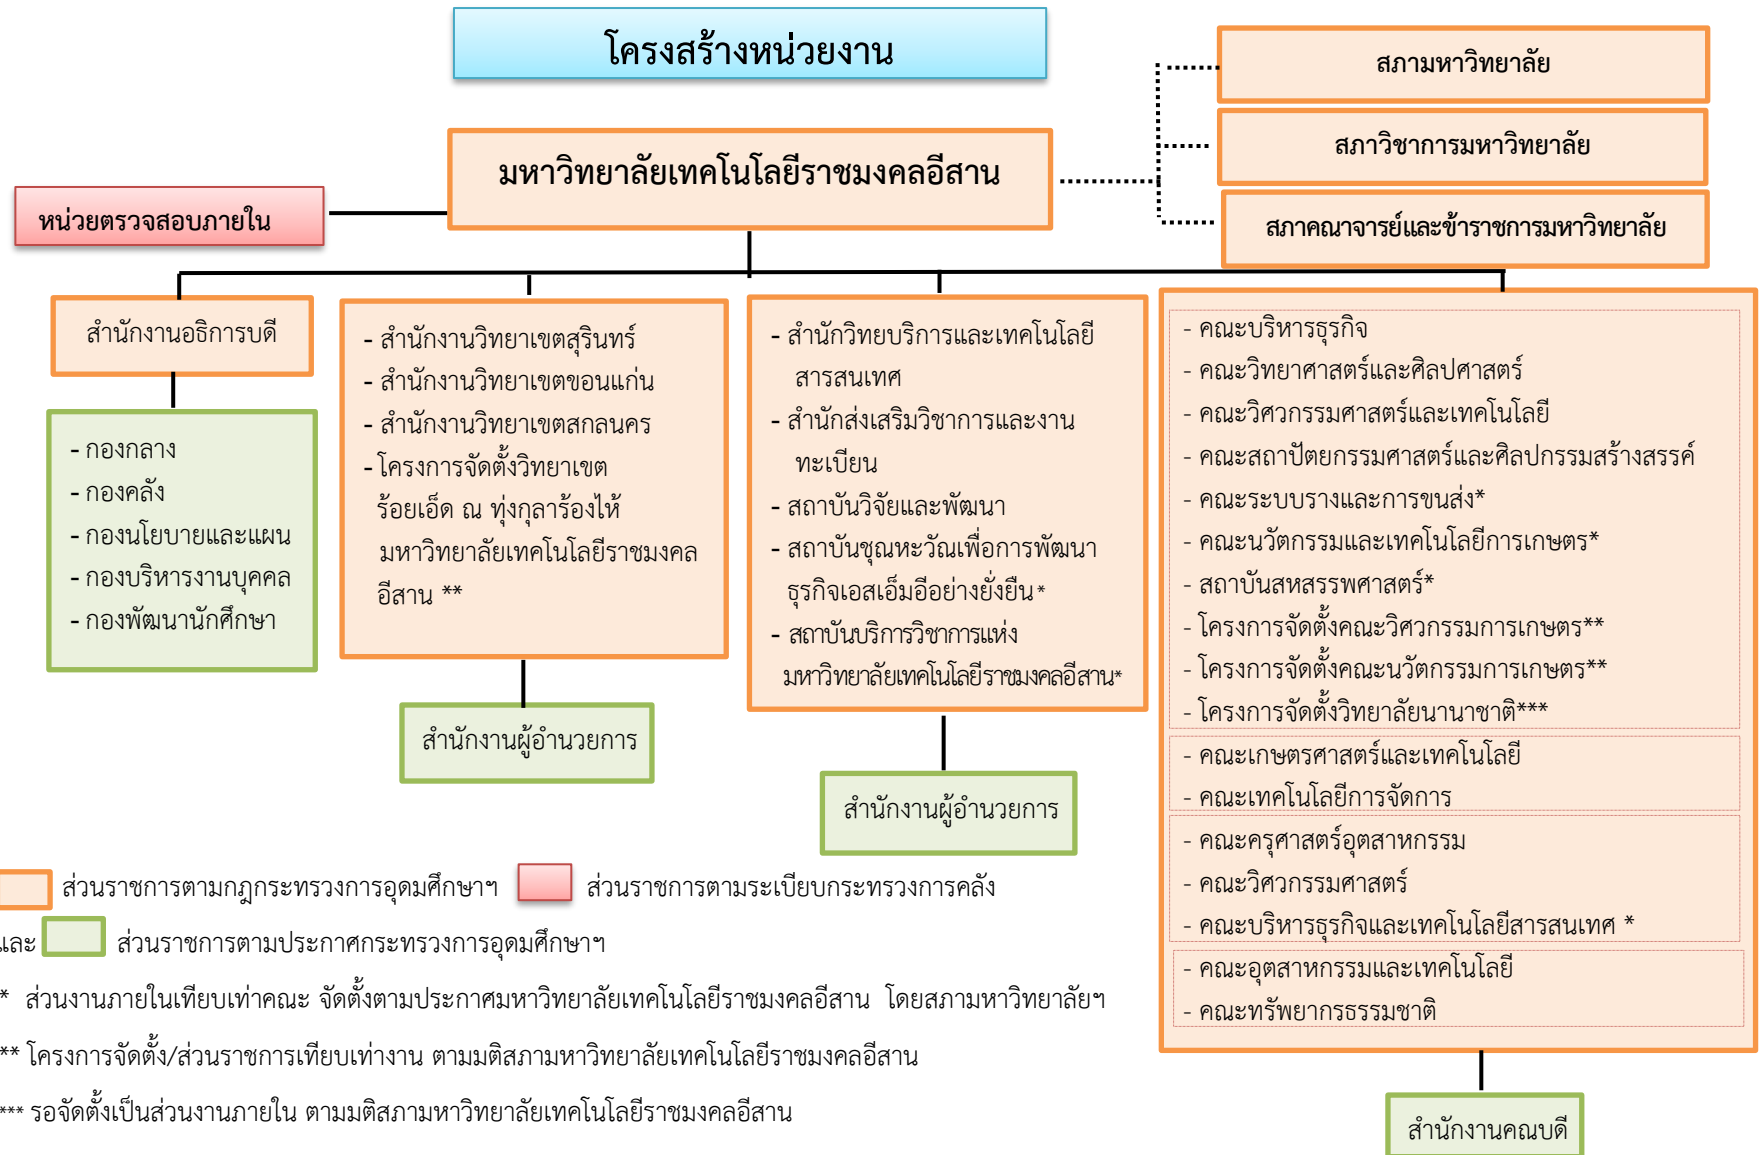 โครงสร้างหน่วยงาน
สภามหาวิทยาลัย
สภาวิชาการมหาวิทยาลัย
สภาคณาจารย์และข้าราชการมหาวิทยาลัย
มหาวิทยาลัยเทคโนโลยีราชมงคลอีสาน
หน่วยตรวจสอบภายใน
สำนักงานอธิการบดี
- กองกลาง
- กองคลัง
- กองนโยบายและแผน
- กองบริหารงานบุคคล
- กองพัฒนานักศึกษา
- สำนักงานวิทยาเขตสุรินทร์
- สำนักงานวิทยาเขตขอนแก่น
- สำนักงานวิทยาเขตสกลนคร
- โครงการจัดตั้งวิทยาเขต
ร้อยเอ็ด ณ ทุ่งกุลาร้องไห้
มหาวิทยาลัยเทคโนโลยีราชมงคล
อีสาน **
สำนักงานผู้อำนวยการ
- สำนักวิทยบริการและเทคโนโลยี
สารสนเทศ
- สำนักส่งเสริมวิชาการและงาน
ทะเบียน
- สถาบันวิจัยและพัฒนา
- สถาบันชุณหะวัณเพื่อการพัฒนา
ธุรกิจเอสเอ็มอีอย่างยั่งยืน*
- สถาบันบริการวิชาการแห่ง
มหาวิทยาลัยเทคโนโลยีราชมงคลอีสาน*
สำนักงานผู้อำนวยการ
- คณะบริหารธุรกิจ
- คณะวิทยาศาสตร์และศิลปศาสตร์
- คณะวิศวกรรมศาสตร์และเทคโนโลยี
- คณะสถาปัตยกรรมศาสตร์และศิลปกรรมสร้างสรรค์
- คณะระบบรางและการขนส่ง*
- คณะนวัตกรรมและเทคโนโลยีการเกษตร*
- สถาบันสหสรรพศาสตร์*
- โครงการจัดตั้งคณะวิศวกรรมการเกษตร**
- โครงการจัดตั้งคณะนวัตกรรมการเกษตร**
- โครงการจัดตั้งวิทยาลัยนานาชาติ***
- คณะเกษตรศาสตร์และเทคโนโลยี
- คณะเทคโนโลยีการจัดการ
- คณะครุศาสตร์อุตสาหกรรม
- คณะวิศวกรรมศาสตร์
- คณะบริหารธุรกิจและเทคโนโลยีสารสนเทศ *
- คณะอุตสาหกรรมและเทคโนโลยี
- คณะทรัพยากรธรรมชาติ
สำนักงานคณบดี
ส่วนราชการตามกฎกระทรวงการอุดมศึกษาฯ ส่วนราชการตามระเบียบกระทรวงการคลัง
และ ส่วนราชการตามประกาศกระทรวงการอุดมศึกษาฯ
* ส่วนงานภายในเทียบเท่าคณะ จัดตั้งตามประกาศมหาวิทยาลัยเทคโนโลยีราชมงคลอีสาน โดยสภามหาวิทยาลัยฯ
** โครงการจัดตั้ง/ส่วนราชการเทียบเท่างาน ตามมติสภามหาวิทยาลัยเทคโนโลยีราชมงคลอีสาน
*** รอจัดตั้งเป็นส่วนงานภายใน ตามมติสภามหาวิทยาลัยเทคโนโลยีราชมงคลอีสาน